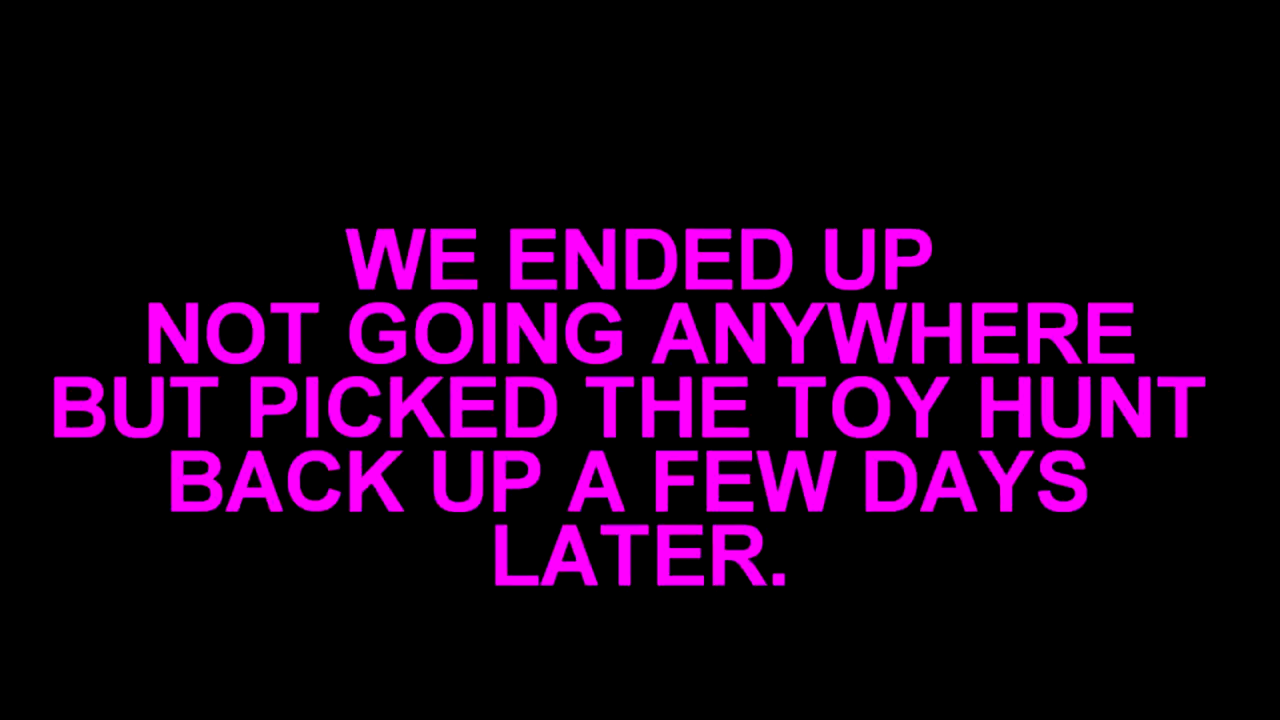 WE ENDED UP
NOT GOING ANYWHERE
BUT PICKED THE TOY HUNT
BACK UP A FEW DAYS
LATER.